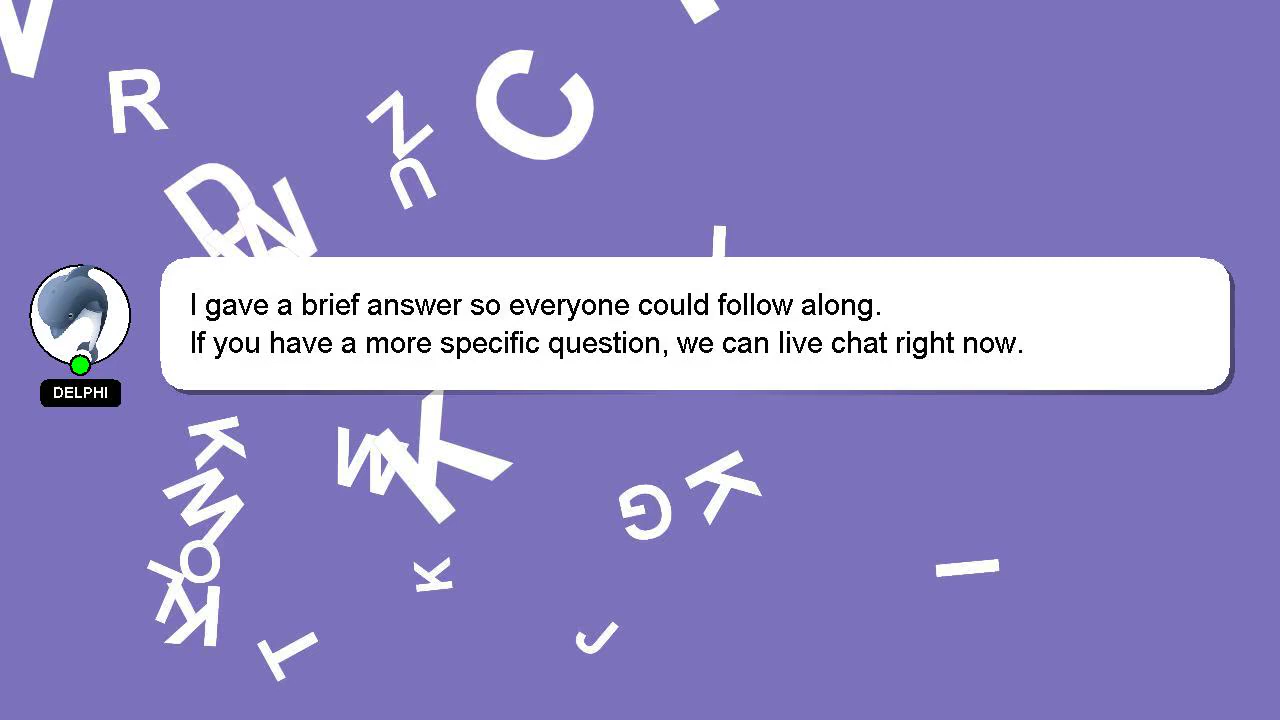 V
R
C
Z
U
D
W
I gave a brief answer so everyone could follow along.
If you have a more specific question, we can live chat right now.
DELPHI
K
W
K
K
G
W
O
K
K
I
J
T